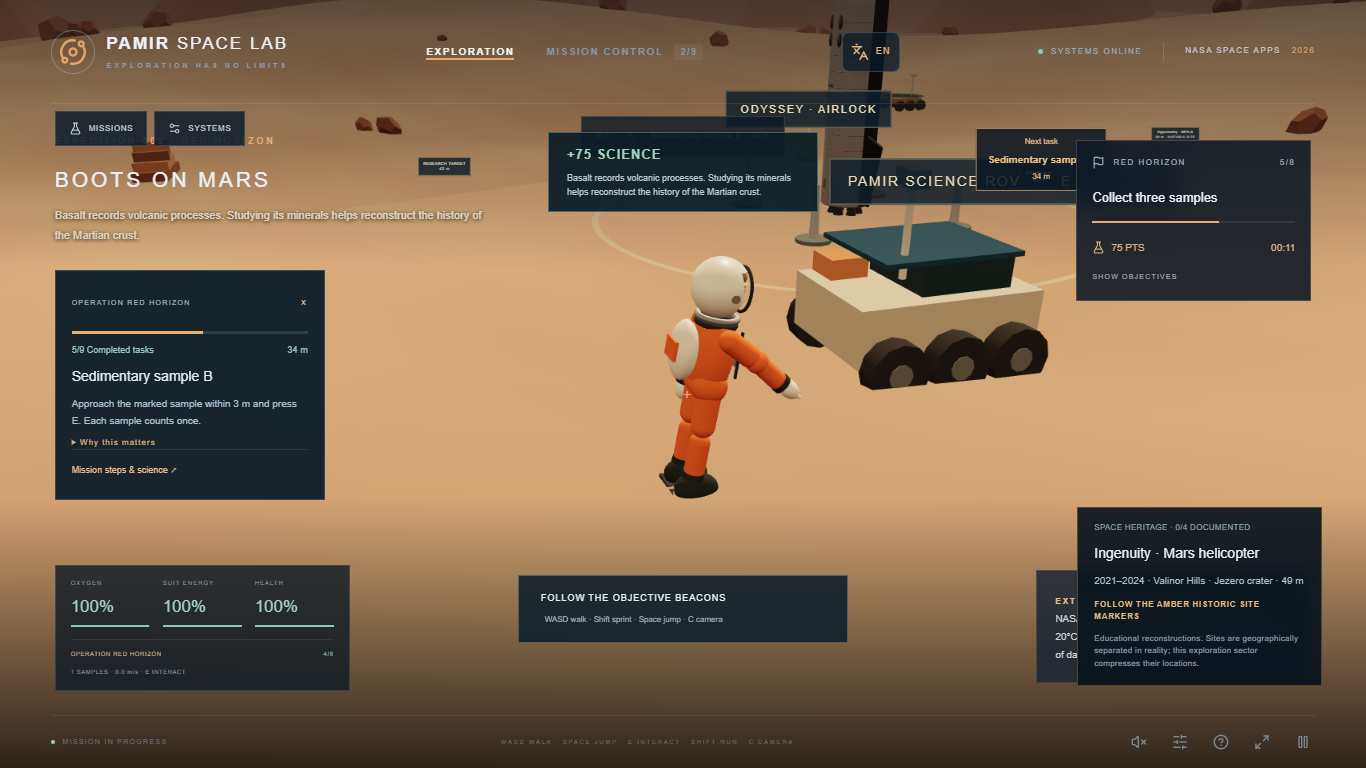 PAMIR SPACE LAB
EXPLORATION HAS NO LIMITS
EXPLORATION
MISSION CONTROL 2/9
EN
SYSTEMS ONLINE
NASA SPACE APPS 2026
MISSIONS
SYSTEMS
BOOTS ON MARS
Basalt records volcanic processes. Studying its minerals helps reconstruct the history of
the Martian crust.
OPERATION RED HORIZON x
5/9 Completed tasks 34 m
Sedimentary sample B
Approach the marked sample within 3 m and press
E. Each sample counts once.
Why this matters
Mission steps & science ↗
OXYGEN SUIT ENERGY HEALTH
100% 100% 100%
OPERATION RED HORIZON 4/8
1 SAMPLES · 0.0 m/s · E INTERACT
RESEARCH TARGET
ODYSSEY · AIRLOCK
+75 SCIENCE
Basalt records volcanic processes. Studying its minerals
helps reconstruct the history of the Martian crust.
PAMIR SCIENCE ROV E
Next task
Sedimentary samp
34 m
RED HORIZON 5/8
Collect three samples
75 PTS 00:11
SHOW OBJECTIVES
FOLLOW THE OBJECTIVE BEACONS
WASD walk · Shift sprint · Space jump · C camera
EXT
NAS
20°C
of da
SPACE HERITAGE · 0/4 DOCUMENTED
Ingenuity · Mars helicopter
2021–2024 · Valinor Hills · Jezero crater · 49 m
FOLLOW THE AMBER HISTORIC SITE
MARKERS
Educational reconstructions. Sites are geographically
separated in reality; this exploration sector
compresses their locations.
MISSION IN PROGRESS
WASD WALK · SPACE JUMP · E INTERACT · SHIFT RUN · C CAMERA